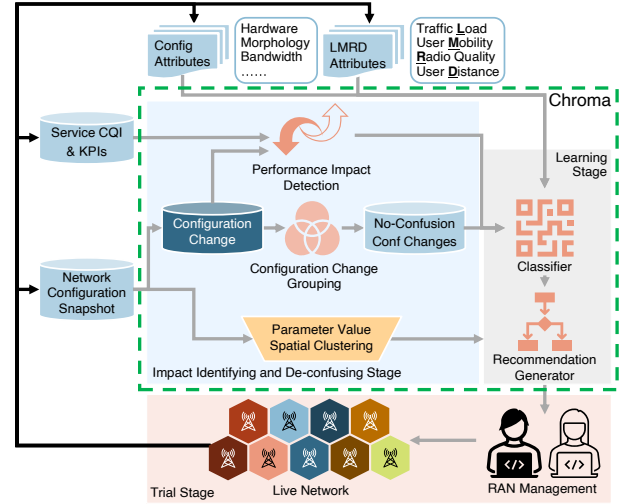 Config
Attributes
Hardware
Morphology
Bandwidth
......
LMRD
Attributes
Traffic Load
User Mobility
Radio Quality
User Distance
Chroma
Service CQI
& KPIs
Performance Impact
Detection
Learning
Stage
Configuration
Change
No-Confusion
Conf Changes
Configuration Change
Grouping
Classifier
Network
Configuration
Snapshot
Parameter Value
Spatial Clustering
Recommendation
Generator
Impact Identifying and De-confusing Stage
</>
</>
Trial Stage
Live Network
RAN Management